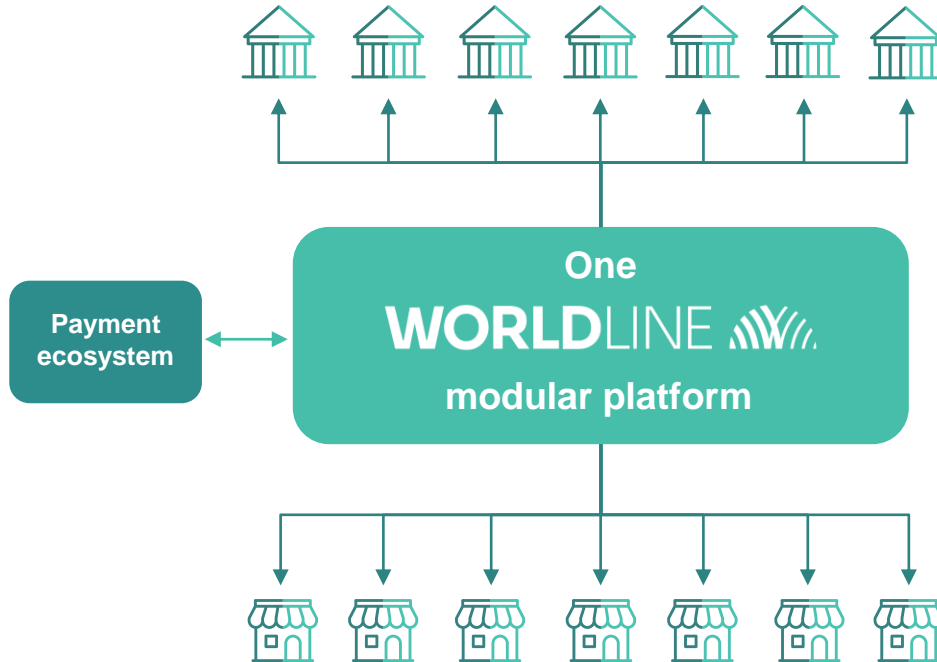 One
Payment
ecosystem
WORLDLINE
modular platform